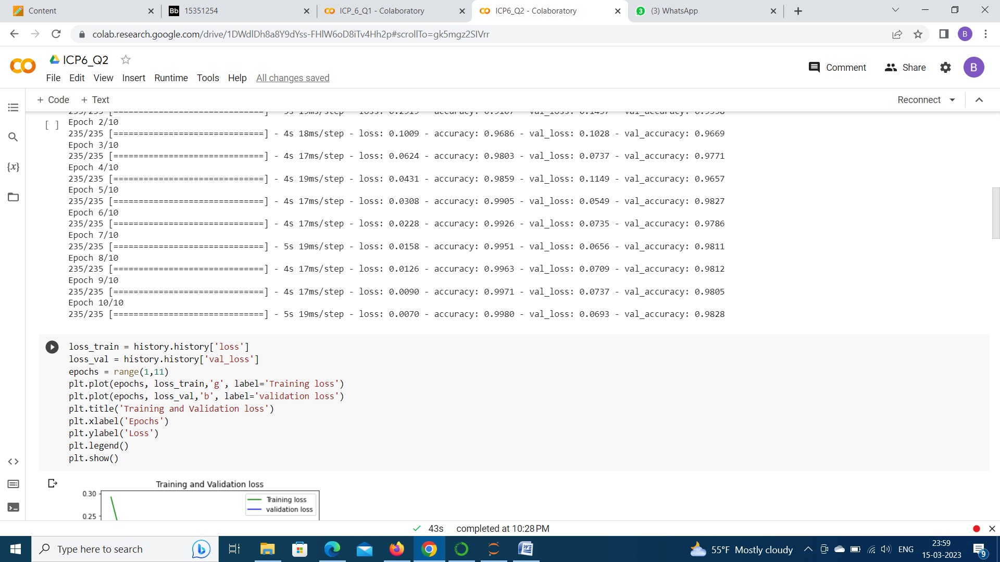 Content
Bb 15351254
ICP_6_Q1 - Colaboratory
ICP6_Q2 - Colaboratory
3 (3) WhatsApp
colab.research.google.com/drive/1DWdlDh8a8Y9dYss-FHlW6oD8iTv4Hh2p#scrollTo=gk5mgz2SIVrr
B
ICP6_Q2
Comment
Share
B
File Edit View Insert Runtime Tools Help All changes saved
+ Code + Text
Reconnect
[ ]
Epoch 2/10
235/235 [==============================] - 4s 18ms/step - loss: 0.1009 - accuracy: 0.9686 - val_loss: 0.1028 - val_accuracy: 0.9669
Epoch 3/10
235/235 [==============================] - 4s 17ms/step - loss: 0.0624 - accuracy: 0.9803 - val_loss: 0.0737 - val_accuracy: 0.9771
Epoch 4/10
235/235 [==============================] - 4s 19ms/step - loss: 0.0431 - accuracy: 0.9859 - val_loss: 0.1149 - val_accuracy: 0.9657
Epoch 5/10
235/235 [==============================] - 4s 17ms/step - loss: 0.0308 - accuracy: 0.9905 - val_loss: 0.0549 - val_accuracy: 0.9827
Epoch 6/10
235/235 [==============================] - 4s 17ms/step - loss: 0.0228 - accuracy: 0.9926 - val_loss: 0.0735 - val_accuracy: 0.9786
Epoch 7/10
235/235 [==============================] - 5s 19ms/step - loss: 0.0158 - accuracy: 0.9951 - val_loss: 0.0656 - val_accuracy: 0.9811
Epoch 8/10
235/235 [==============================] - 4s 17ms/step - loss: 0.0126 - accuracy: 0.9963 - val_loss: 0.0709 - val_accuracy: 0.9812
Epoch 9/10
235/235 [==============================] - 4s 17ms/step - loss: 0.0090 - accuracy: 0.9971 - val_loss: 0.0737 - val_accuracy: 0.9805
Epoch 10/10
235/235 [==============================] - 5s 19ms/step - loss: 0.0070 - accuracy: 0.9980 - val_loss: 0.0693 - val_accuracy: 0.9828
{x}
loss_train = history.history['loss']
loss_val = history.history['val_loss']
epochs = range(1,11)
plt.plot(epochs, loss_train,'g', label='Training loss')
plt.plot(epochs, loss_val,'b', label='validation loss')
plt.title('Training and Validation loss')
plt.xlabel('Epochs')
plt.ylabel('Loss')
plt.legend()
plt.show()
Training and Validation loss
0.30
Training loss
validation loss
0.25
43s completed at 10:28 PM
Type here to search
55°F Mostly cloudy
ENG
23:59
15-03-2023
9